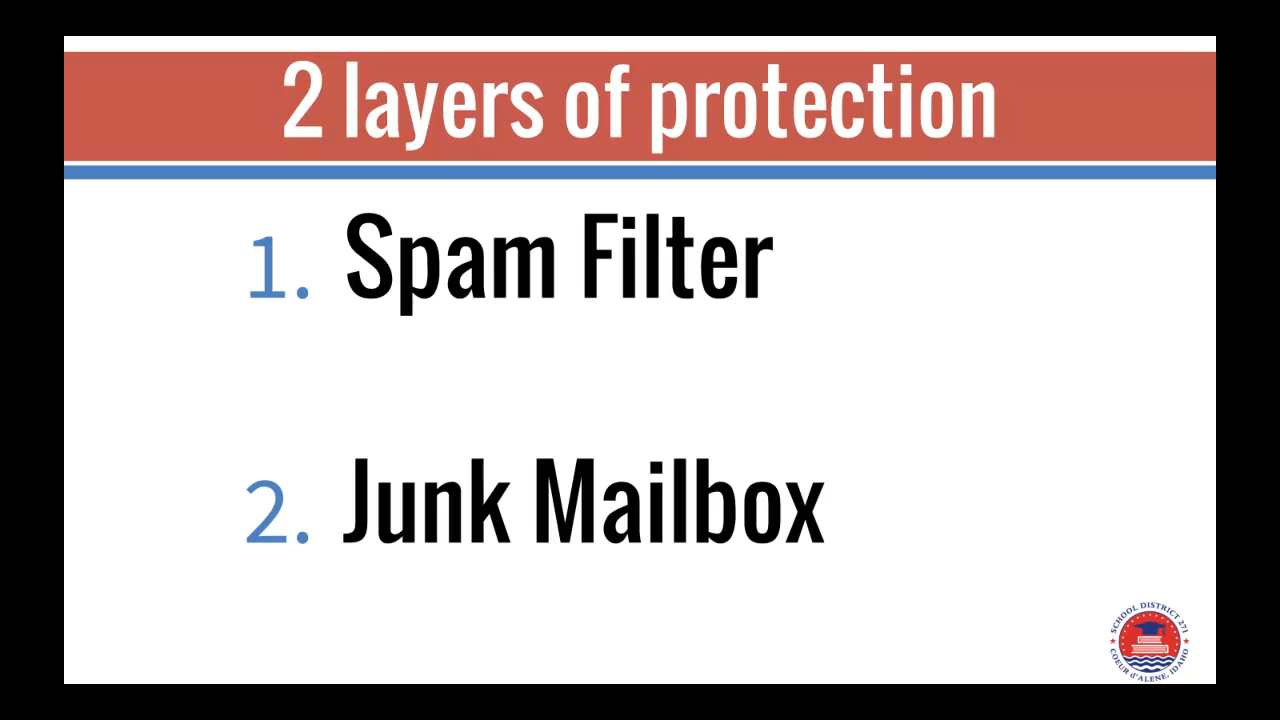 2 layers of protection
1. Spam Filter
2. Junk Mailbox
SCHOOL DISTRICT 271
COEUR d'ALENE, IDAHO